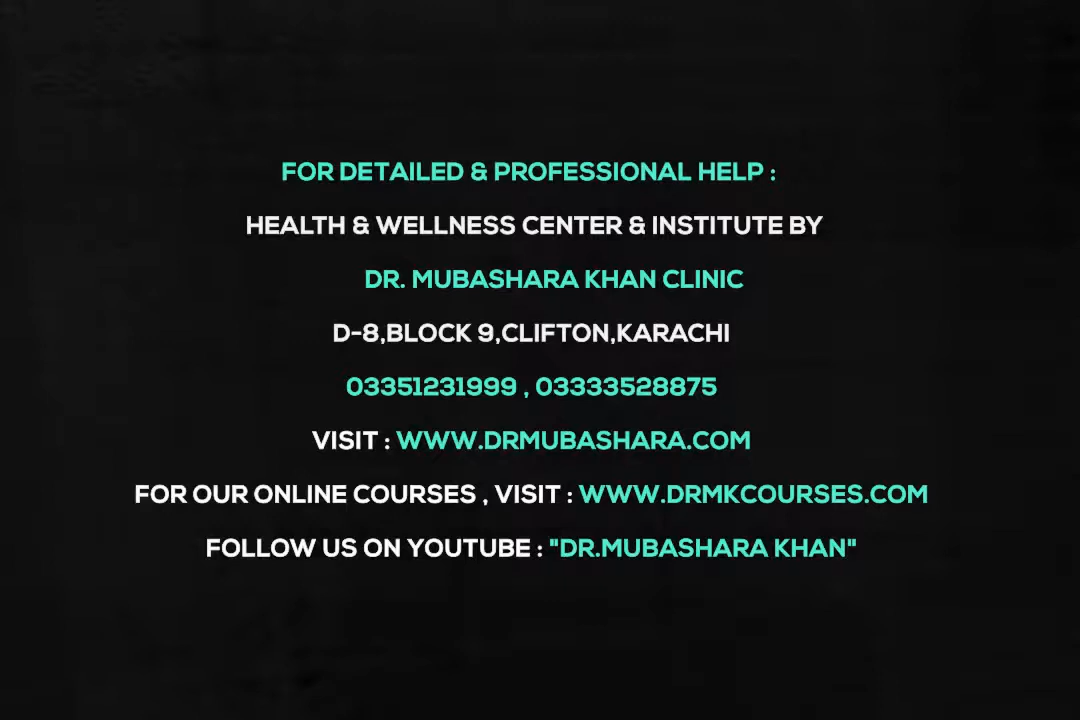 FOR DETAILED & PROFESSIONAL HELP :
HEALTH & WELLNESS CENTER & INSTITUTE BY
DR. MUBASHARA KHAN CLINIC
D-8,BLOCK 9,CLIFTON,KARACHI
03351231999 , 03333528875
VISIT : WWW.DRMUBASHARA.COM
FOR OUR ONLINE COURSES , VISIT : WWW.DRMKCOURSES.COM
FOLLOW US ON YOUTUBE : "DR.MUBASHARA KHAN"